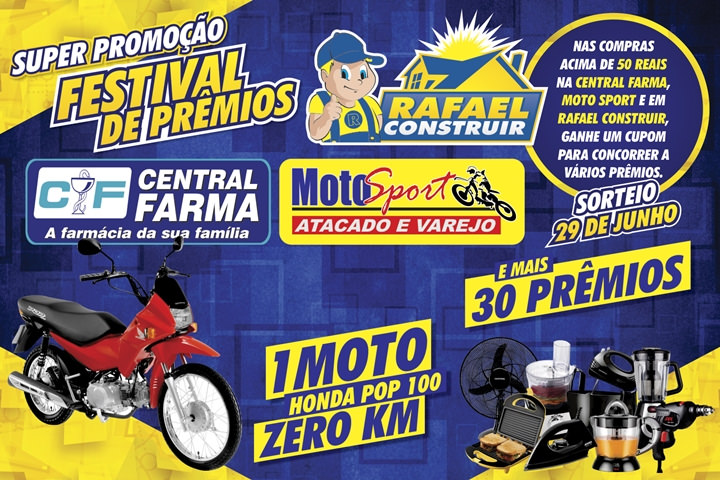 SUPER PROMOÇÃO
FESTIVAL
DE PRÊMIOS
R
RAFAEL
CONSTRUIR
NAS COMPRAS
ACIMA DE 50 REAIS
NA CENTRAL FARMA,
MOTO SPORT E EM
RAFAEL CONSTRUIR,
GANHE UM CUPOM
PARA CONCORRER A
VÁRIOS PRÊMIOS.
SORTEIO
29 DE JUNHO
CF
CENTRAL
FARMA
A farmácia da sua família
MotoSport
ATACADO E VAREJO
E MAIS
30 PRÊMIOS
1 MOTO
HONDA POP 100
ZERO KM